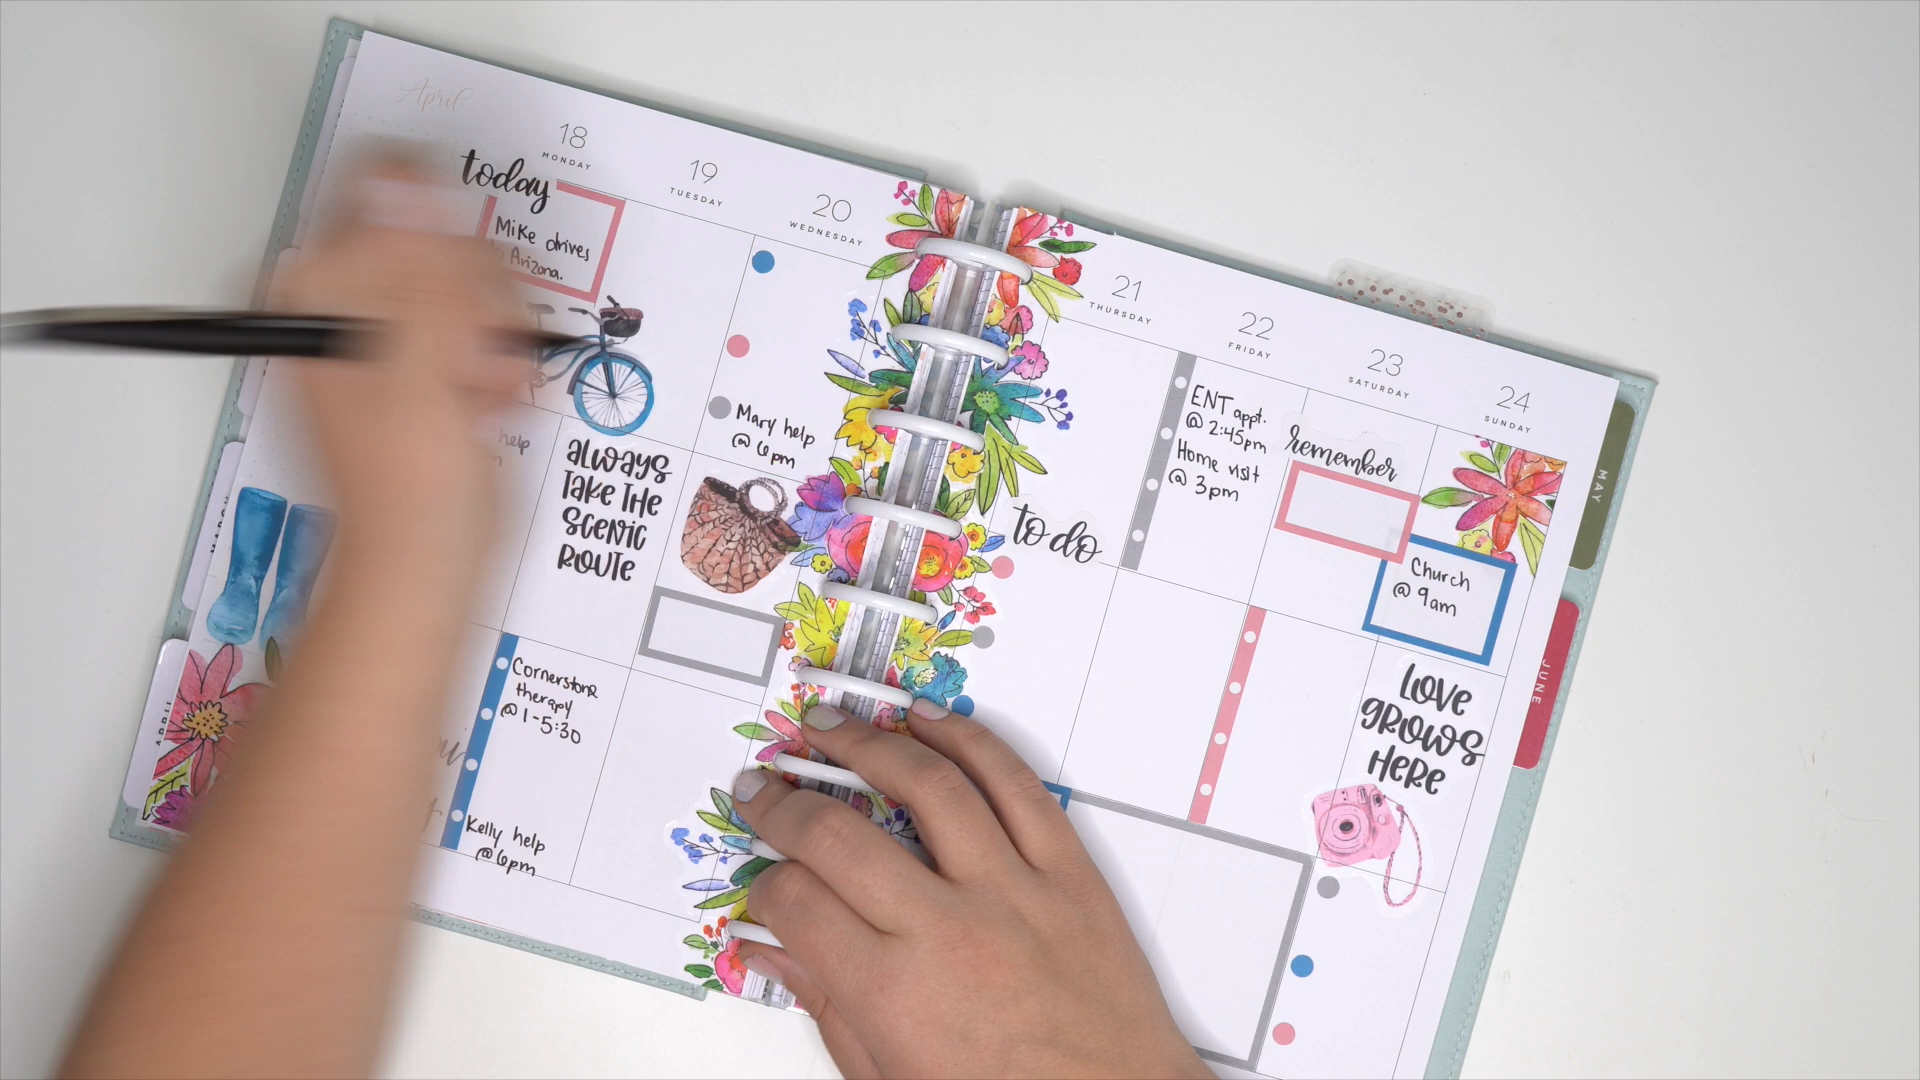 April
18
MONDAY
19
TUESDAY
20
WEDNESDAY
today
Mike drives
Arizona.
help
always
take the
scenic
route
Mary help
@ 6pm
Cornerstone
therapy
@ 1-5:30
Kelly help
@ 6pm
APRIL
21
THURSDAY
22
FRIDAY
23
SATURDAY
24
SUNDAY
ENT appt.
@ 2:45pm
Home visit
@ 3pm
remember
to do
Church
@ 9am
love
grows
here
MAY
JUNE